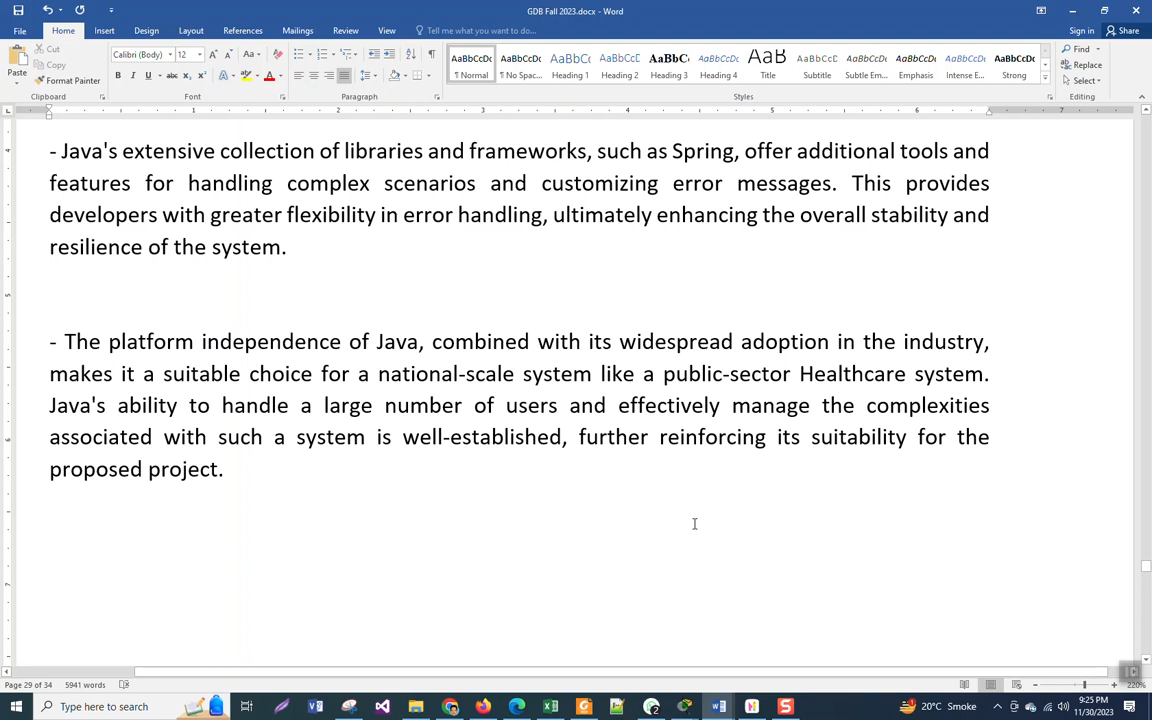 GDB Fall 2023.docx - Word
File Home Insert Design Layout References Mailings Review View Tell me what you want to do... Sign in Share
Cut
Copy
Format Painter
Paste
Calibri (Body) 12
AaBbCcDc AaBbCcDc AaBbC AaBbCcC AaBbC AaBbCcD AaB AaBbCcD AaBbCcDc AaBbCcDc AaBbCcDc AaBbCcDc
¶ Normal ¶ No Spac... Heading 1 Heading 2 Heading 3 Heading 4 Title Subtitle Subtle Em... Emphasis Intense E... Strong
Find
Replace
Select
Clipboard Font Paragraph Styles Editing
- Java's extensive collection of libraries and frameworks, such as Spring, offer additional tools and
features for handling complex scenarios and customizing error messages. This provides
developers with greater flexibility in error handling, ultimately enhancing the overall stability and
resilience of the system.
- The platform independence of Java, combined with its widespread adoption in the industry,
makes it a suitable choice for a national-scale system like a public-sector Healthcare system.
Java's ability to handle a large number of users and effectively manage the complexities
associated with such a system is well-established, further reinforcing its suitability for the
proposed project.
Page 29 of 34 5941 words 220%
Type here to search
20°C Smoke
9:25 PM
11/30/2023